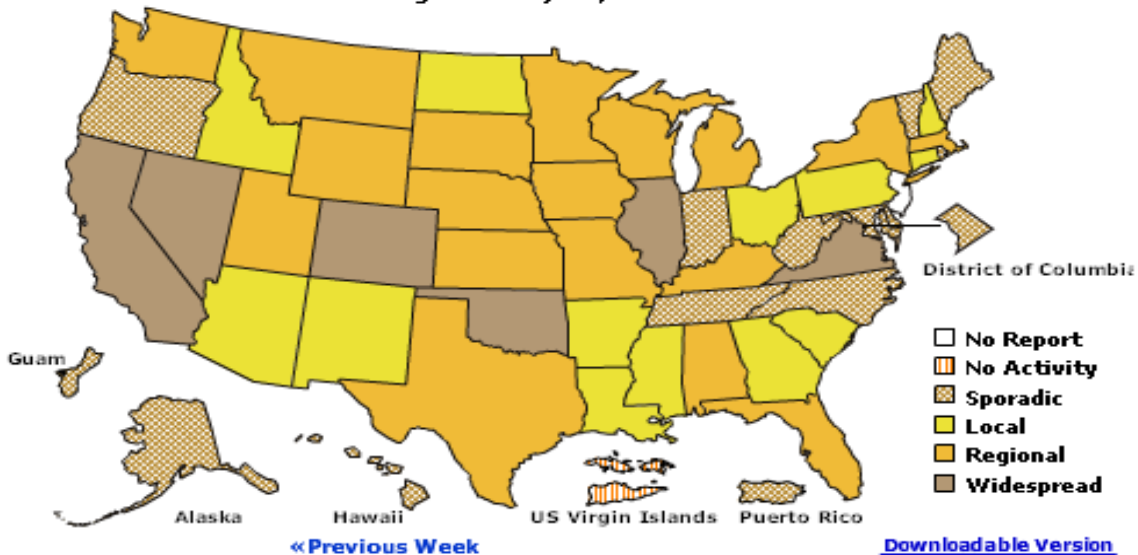 District of Columbia
No Report
Guam
No Activity
Sporadic
Local
Regional
Widespread
Alaska
Hawaii
US Virgin Islands
Puerto Rico
«Previous Week
Downloadable Version